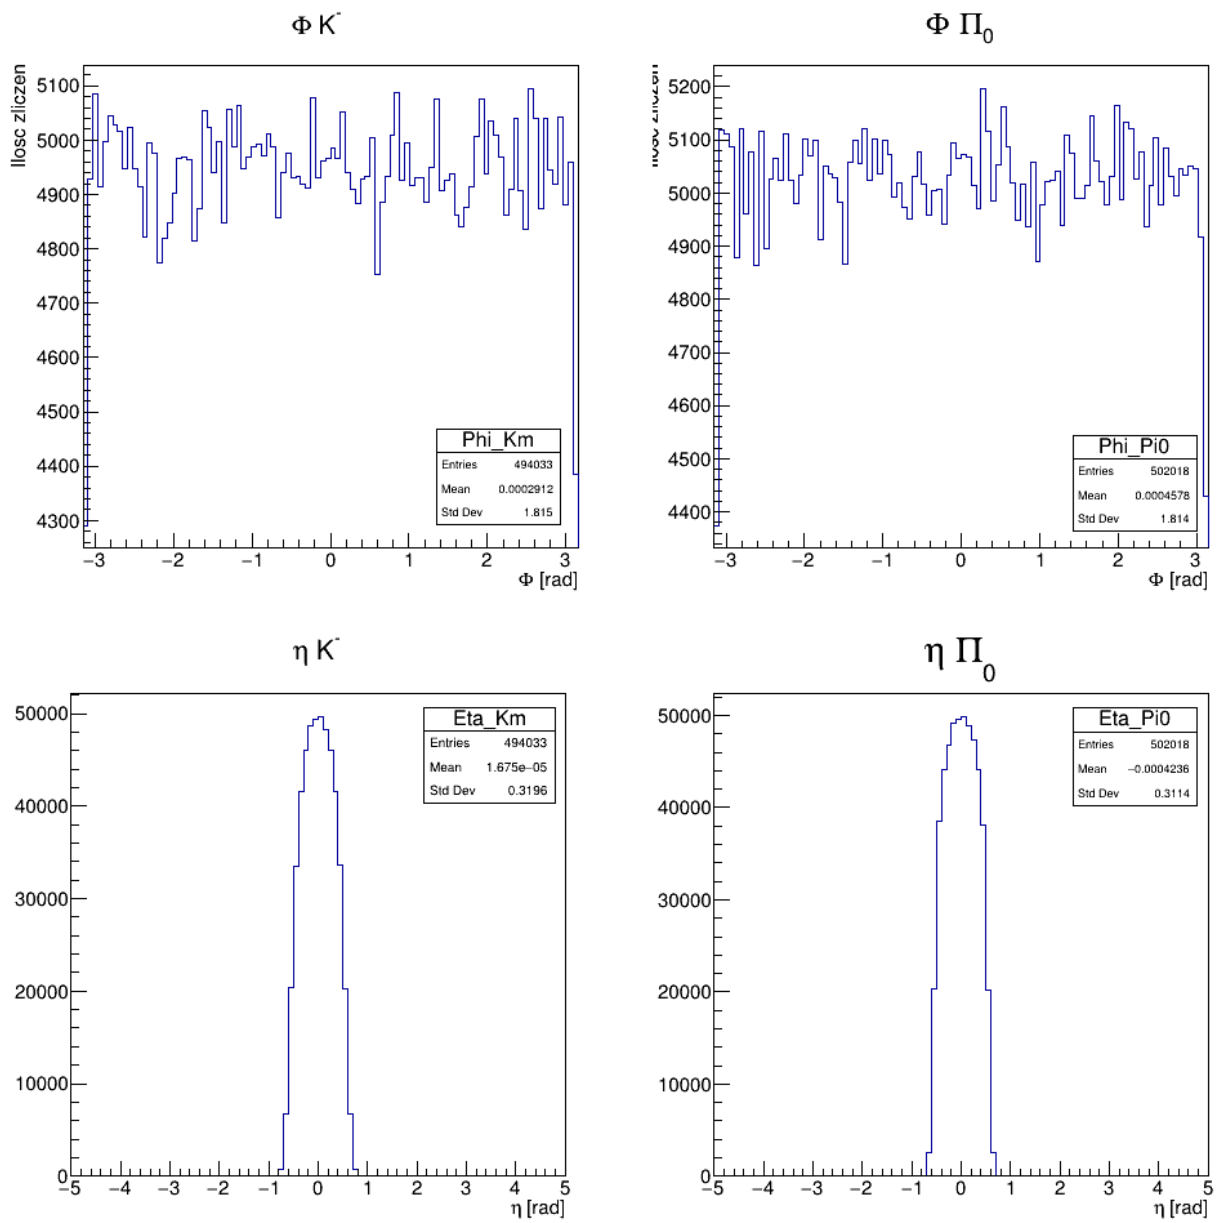 Φ K⁻
Ilosc zliczen
5100
5000
4900
4800
4700
4600
4500
4400
4300
Phi_Km
Entries 494033
Mean 0.0002912
Std Dev 1.815
−3 −2 −1 0 1 2 3
Φ [rad]
Φ Π₀
Ilosc zliczen
5200
5100
5000
4900
4800
4700
4600
4500
4400
Phi_Pi0
Entries 502018
Mean 0.0004578
Std Dev 1.814
−3 −2 −1 0 1 2 3
Φ [rad]
η K⁻
50000
40000
30000
20000
10000
0
Eta_Km
Entries 494033
Mean 1.675e−05
Std Dev 0.3196
−5 −4 −3 −2 −1 0 1 2 3 4 5
η [rad]
η Π₀
50000
40000
30000
20000
10000
0
Eta_Pi0
Entries 502018
Mean −0.0004236
Std Dev 0.3114
−5 −4 −3 −2 −1 0 1 2 3 4 5
η [rad]